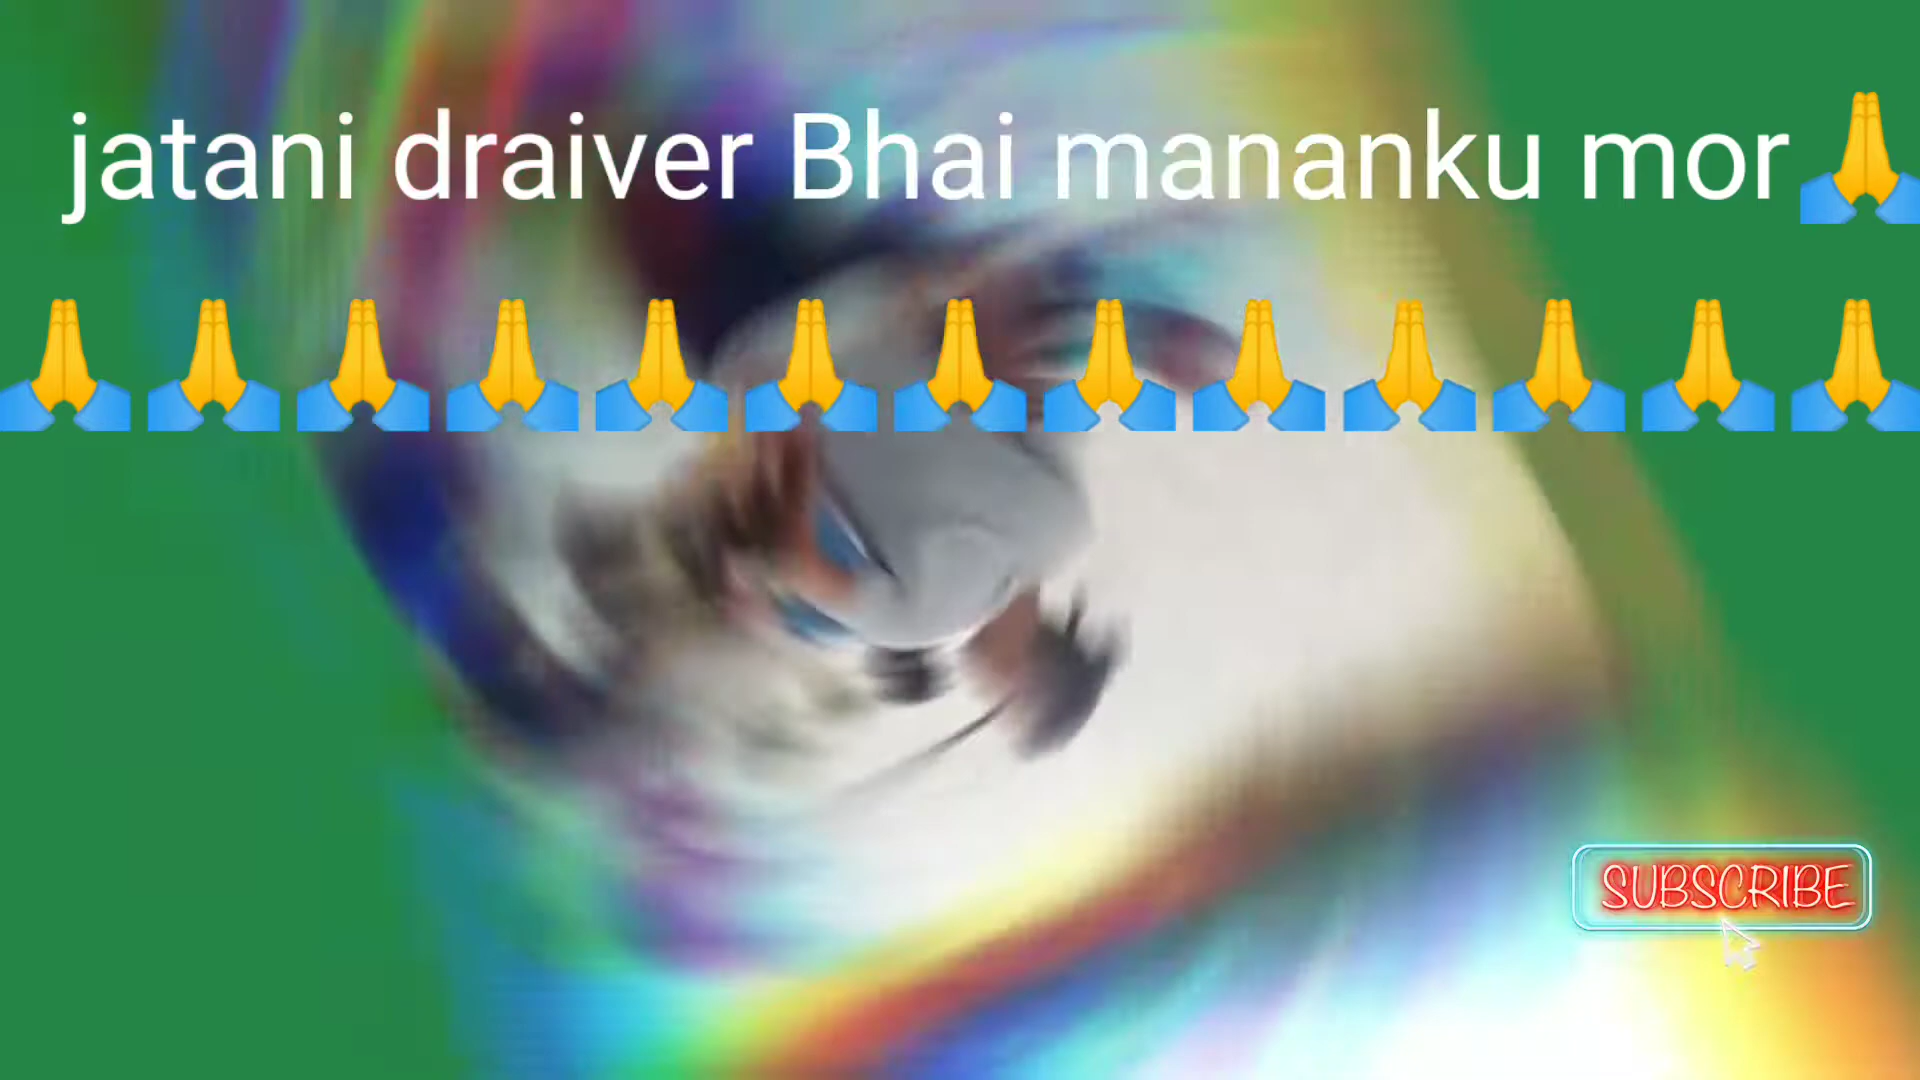 jatani draiver Bhai mananku mor🙏
🙏🙏🙏🙏🙏🙏🙏🙏🙏🙏🙏🙏🙏
SUBSCRIBE